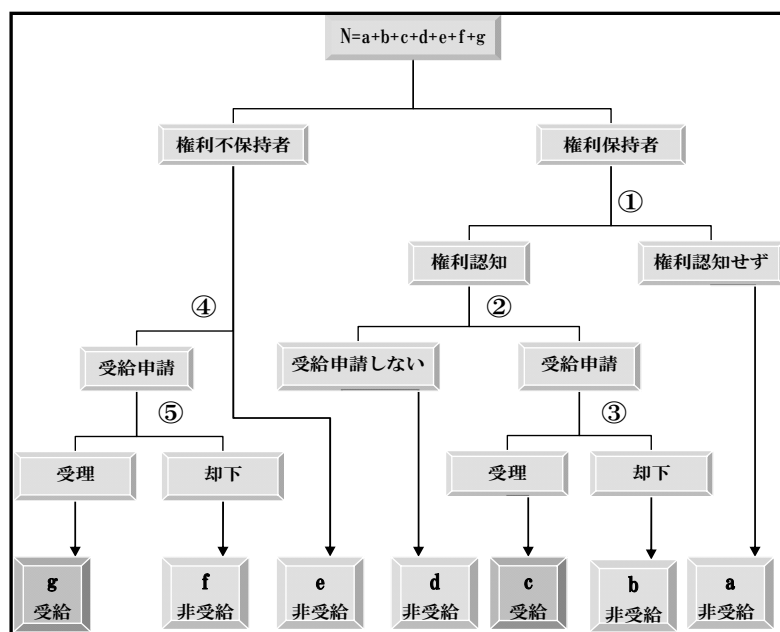 N=a+b+c+d+e+f+g
権利不保持者
権利保持者
①
権利認知
権利認知せず
④
②
受給申請
受給申請しない
受給申請
⑤
③
受理
却下
受理
却下
g
受給
f
非受給
e
非受給
d
非受給
c
受給
b
非受給
a
非受給